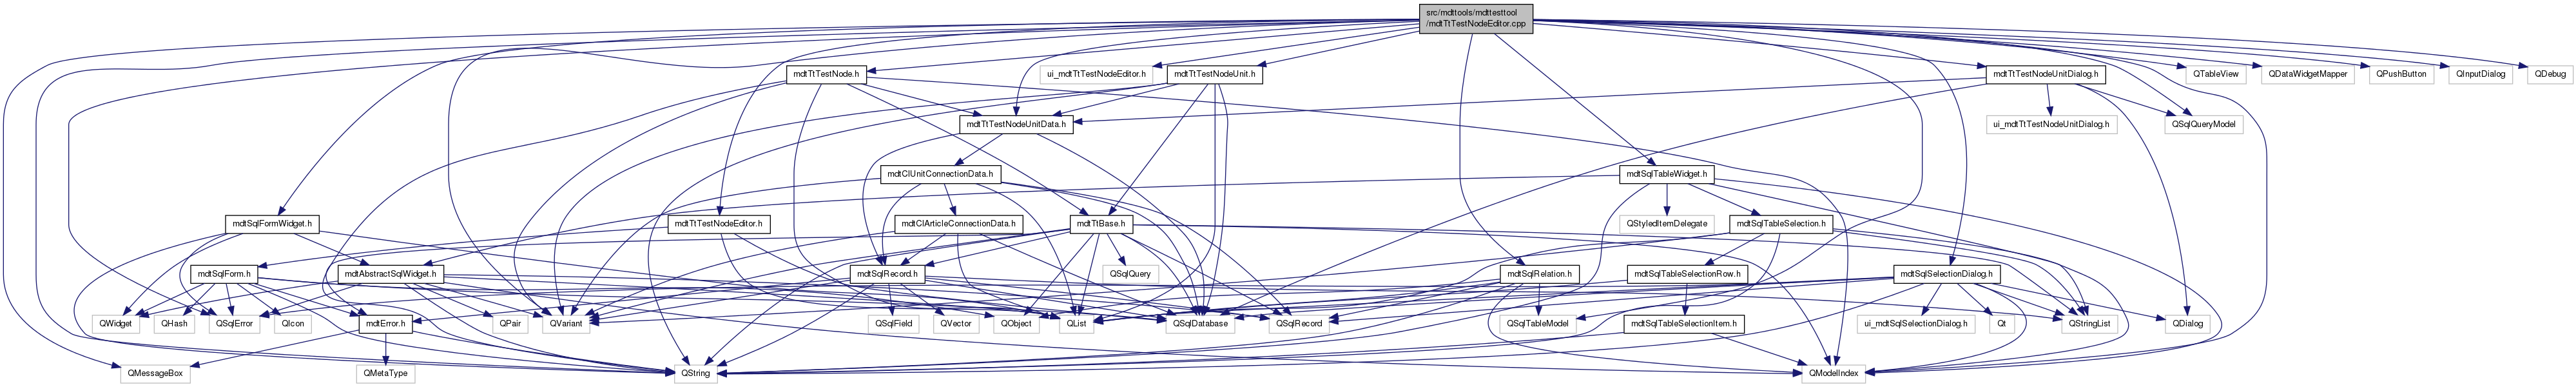 src/mdttools/mdttesttool
/mdtTtTestNodeEditor.cpp
mdtTtTestNode.h
ui_mdtTtTestNodeEditor.h
mdtTtTestNodeUnit.h
mdtTtTestNodeUnitDialog.h
QTableView
QDataWidgetMapper
QPushButton
QInputDialog
QDebug
mdtTtTestNodeUnitData.h
ui_mdtTtTestNodeUnitDialog.h
QSqlQueryModel
mdtClUnitConnectionData.h
mdtSqlTableWidget.h
mdtSqlFormWidget.h
mdtTtTestNodeEditor.h
mdtClArticleConnectionData.h
mdtTtBase.h
QStyledItemDelegate
mdtSqlTableSelection.h
mdtSqlForm.h
mdtAbstractSqlWidget.h
mdtSqlRecord.h
QSqlQuery
mdtSqlRelation.h
mdtSqlTableSelectionRow.h
mdtSqlSelectionDialog.h
QWidget
QHash
QSqlError
QIcon
mdtError.h
QPair
QVariant
QSqlField
QVector
QObject
QList
QSqlDatabase
QSqlRecord
QSqlTableModel
mdtSqlTableSelectionItem.h
ui_mdtSqlSelectionDialog.h
Qt
QStringList
QDialog
QMessageBox
QMetaType
QString
QModelIndex